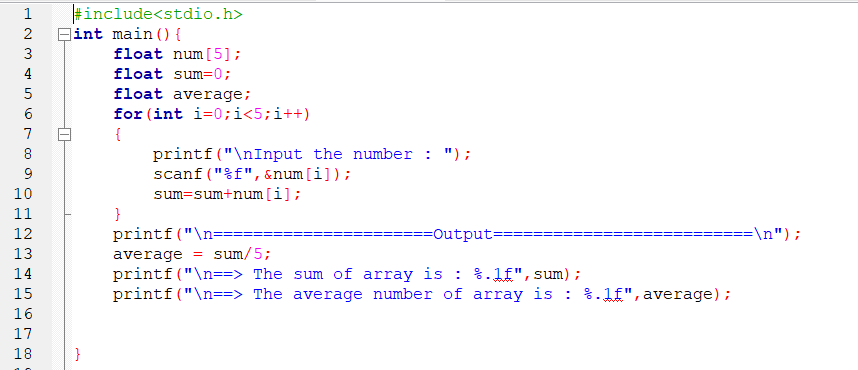 1 #include<stdio.h>
2 int main(){
3 float num[5];
4 float sum=0;
5 float average;
6 for(int i=0;i<5;i++)
7 {
8 printf("\nInput the number : ");
9 scanf("%f",&num[i]);
10 sum=sum+num[i];
11 }
12 printf("\n======================Output==========================\n");
13 average = sum/5;
14 printf("\n==> The sum of array is : %.1f",sum);
15 printf("\n==> The average number of array is : %.1f",average);
16
17
18 }